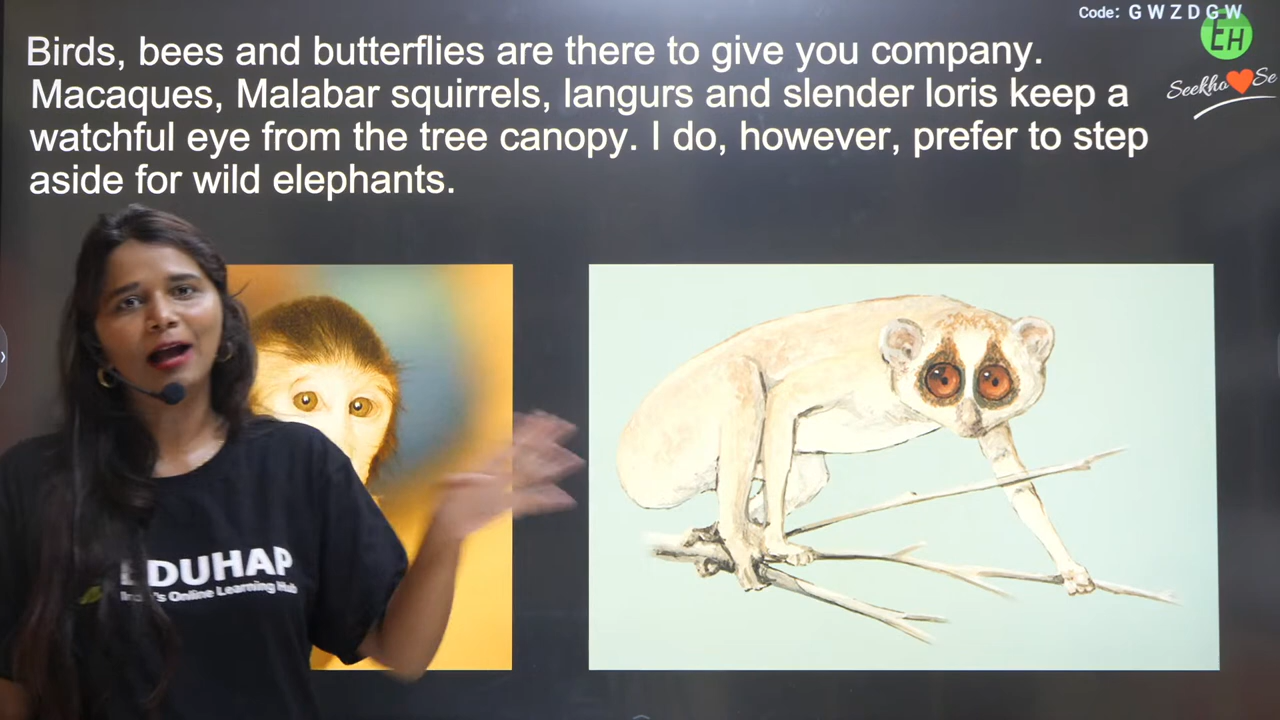 Code: G W Z D G W
EH
Seekho Se
Birds, bees and butterflies are there to give you company.
Macaques, Malabar squirrels, langurs and slender loris keep a
watchful eye from the tree canopy. I do, however, prefer to step
aside for wild elephants.
EDUHAP
India's Online Learning Hub